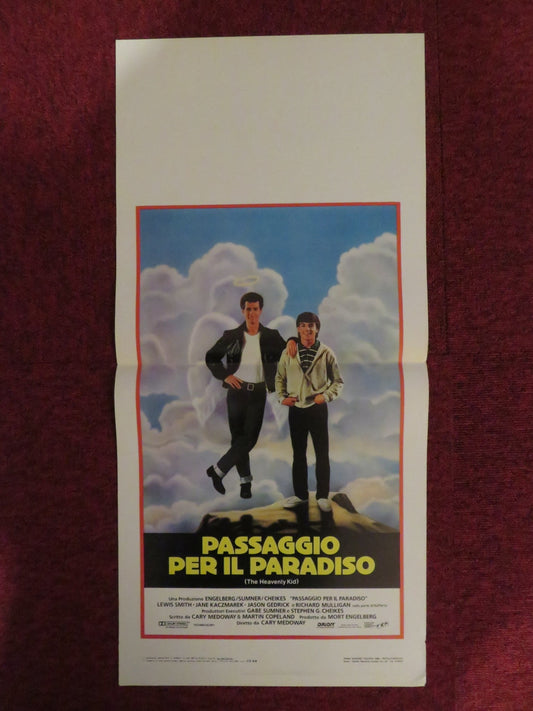 PASSAGGIO
PER IL PARADISO
(The Heavenly Kid)
Una Produzione ENGELBERG/SUMNER/CHEIKES "PASSAGGIO PER IL PARADISO"
LEWIS SMITH · JANE KACZMAREK · JASON GEDRICK e RICHARD MULLIGAN
Produttori Esecutivi GABE SUMNER e STEPHEN G. CHEIKES
Scritto da CARY MEDOWAY & MARTIN COPELAND Prodotto da MORT ENGELBERG
Diretto da CARY MEDOWAY